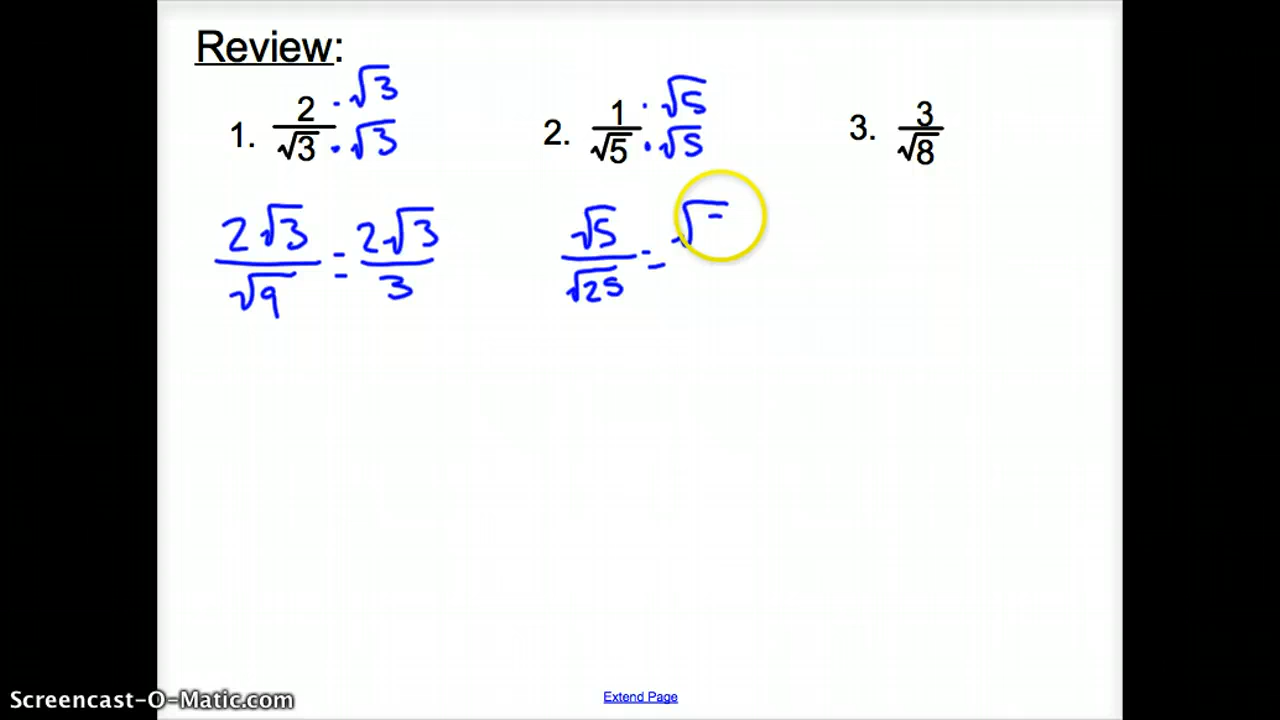 Review:
1. 2/√3 · √3/√3
2√3/√9 = 2√3/3
2. 1/√5 · √5/√5
√5/√25 = √
3. 3/√8
Screencast-O-Matic.com
Extend Page